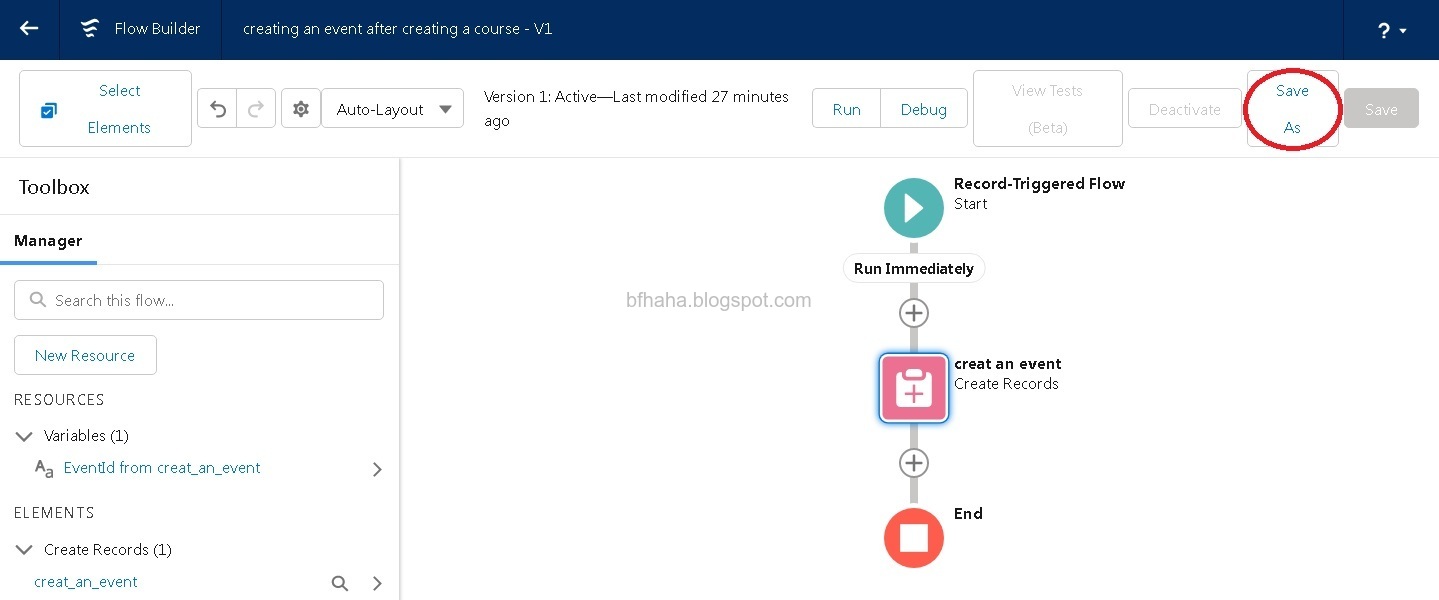 Flow Builder
creating an event after creating a course - V1
?
Select
Elements
Auto-Layout
Version 1: Active—Last modified 27 minutes
ago
Run
Debug
View Tests
(Beta)
Deactivate
Save
As
Save
Toolbox
Manager
Search this flow...
New Resource
RESOURCES
Variables (1)
Aa EventId from creat_an_event
ELEMENTS
Create Records (1)
creat_an_event
Record-Triggered Flow
Start
Run Immediately
bfhaha.blogspot.com
creat an event
Create Records
End